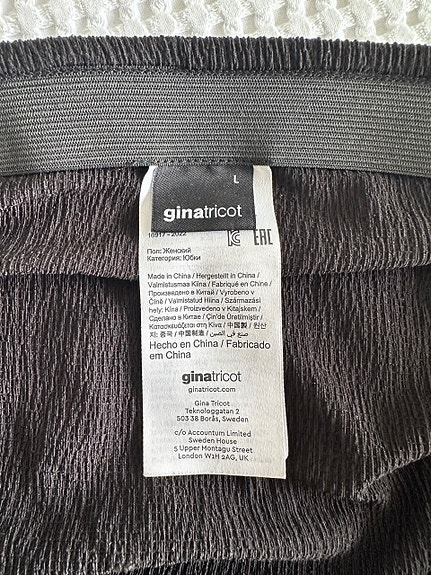 L
ginatricot
16917-2022
EAC
Пол: Женский
Категория: Юбки
Made in China / Hergestellt in China /
Valmistusmaa Kiina / Fabriqué en Chine /
Произведено в Китай / Vyrobeno v
Číně / Valmistatud Hiina / Származási
hely: Kína / Proizvedeno v Kitajskem /
Сделано в Китае / Çin'de Üretilmiştir /
Κατασκευάζεται στη Κίνα / 中國製 / 원산
지: 중국 / 中国制造 / صنع في الصين /
Hecho en China / Fabricado
em China
ginatricot
ginatricot.com
Gina Tricot
Teknologgatan 2
503 38 Borås, Sweden
c/o Accountum Limited
Sweden House
5 Upper Montagu Street
London W1H 2AG, UK